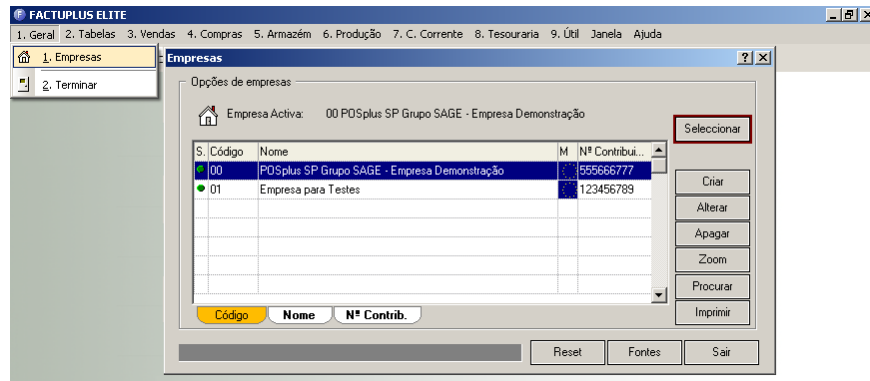 FACTUPLUS ELITE
1. Geral 2. Tabelas 3. Vendas 4. Compras 5. Armazém 6. Produção 7. C. Corrente 8. Tesouraria 9. Útil Janela Ajuda
1. Empresas
2. Terminar
Empresas
Opções de empresas
Empresa Activa: 00 POSplus SP Grupo SAGE - Empresa Demonstração
Seleccionar
S. Código Nome M Nº Contribui...
00 POSplus SP Grupo SAGE - Empresa Demonstração 555666777
01 Empresa para Testes 123456789
Criar
Alterar
Apagar
Zoom
Procurar
Imprimir
Código Nome Nº Contrib.
Reset Fontes Sair